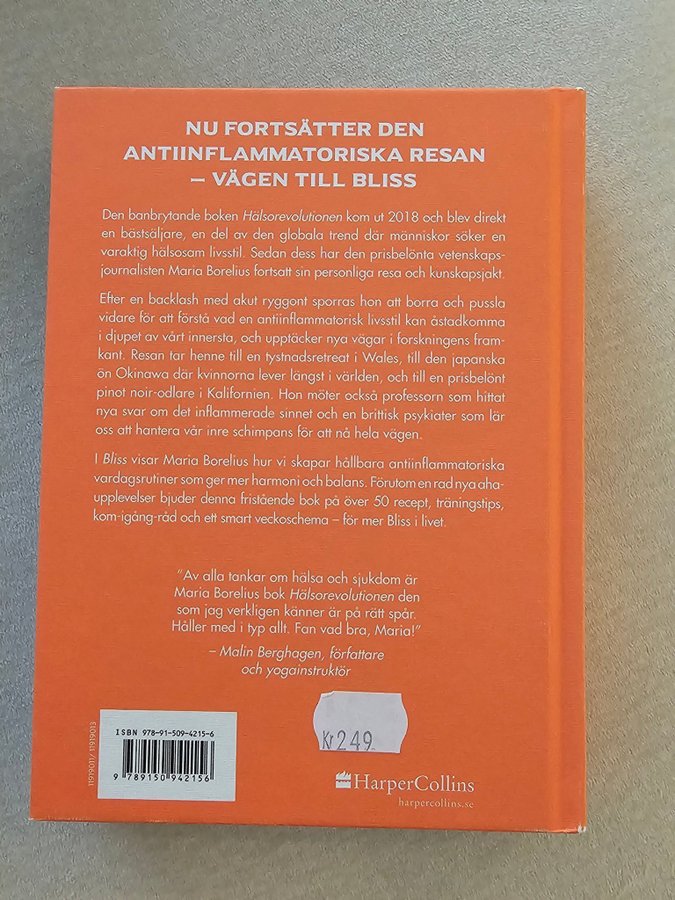 NU FORTSÄTTER DEN
ANTIINFLAMMATORISKA RESAN
– VÄGEN TILL BLISS
Den banbrytande boken Hälsorevolutionen kom ut 2018 och blev direkt
en bästsäljare, en del av den globala trend där människor söker en
varaktig hälsosam livsstil. Sedan dess har den prisbelönta vetenskaps-
journalisten Maria Borelius fortsatt sin personliga resa och kunskapsjakt.
Efter en backlash med akut ryggont sporras hon att borra och pussla
vidare för att förstå vad en antiinflammatorisk livsstil kan åstadkomma
i djupet av vårt innersta, och upptäcker nya vägar i forskningens fram-
kant. Resan tar henne till en tystnadsretreat i Wales, till den japanska
ön Okinawa där kvinnorna lever längst i världen, och till en prisbelönt
pinot noir-odlare i Kalifornien. Hon möter också professorn som hittat
nya svar om det inflammerade sinnet och en brittisk psykiater som lär
oss att hantera vår inre schimpans för att nå hela vägen.
I Bliss visar Maria Borelius hur vi skapar hållbara antiinflammatoriska
vardagsrutiner som ger mer harmoni och balans. Förutom en rad nya aha-
upplevelser bjuder denna fristående bok på över 50 recept, träningstips,
kom-igång-råd och ett smart veckoschema – för mer Bliss i livet.
"Av alla tankar om hälsa och sjukdom är
Maria Borelius bok Hälsorevolutionen den
som jag verkligen känner är på rätt spår.
Håller med i typ allt. Fan vad bra, Maria!"
– Malin Berghagen, författare
och yogainstruktör
11919011/ 11919013
ISBN 978-91-509-4215-6
9 789150 942156
Kr 249
HarperCollins
harpercollins.se